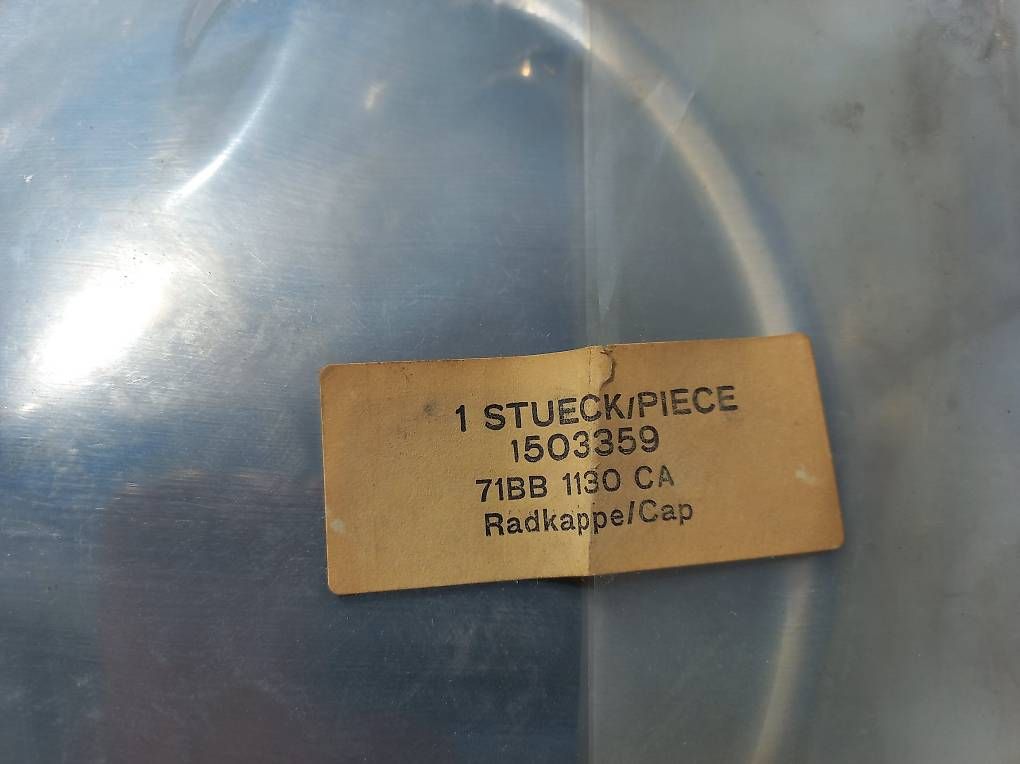 1 STUECK/PIECE
1503359
71BB 1130 CA
Radkappe/Cap